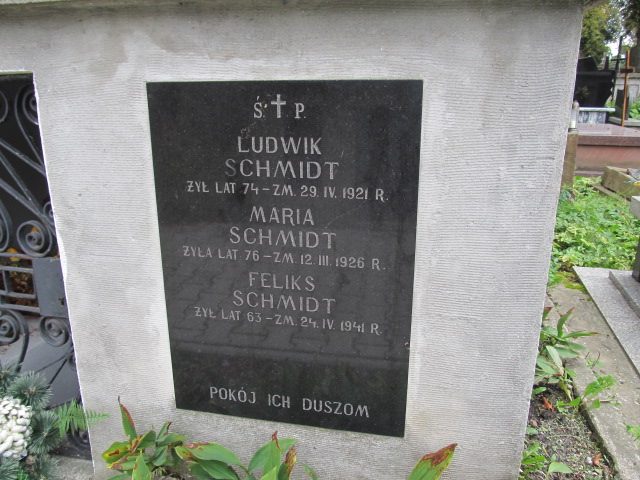 Ś.✝P.
LUDWIK
SCHMIDT
ŻYŁ LAT 74 – ZM. 29. IV. 1921 R.
MARIA
SCHMIDT
ŻYŁA LAT 76 – ZM. 12. III. 1926 R.
FELIKS
SCHMIDT
ŻYŁ LAT 63 – ZM. 24. IV. 1941 R.
POKÓJ ICH DUSZOM